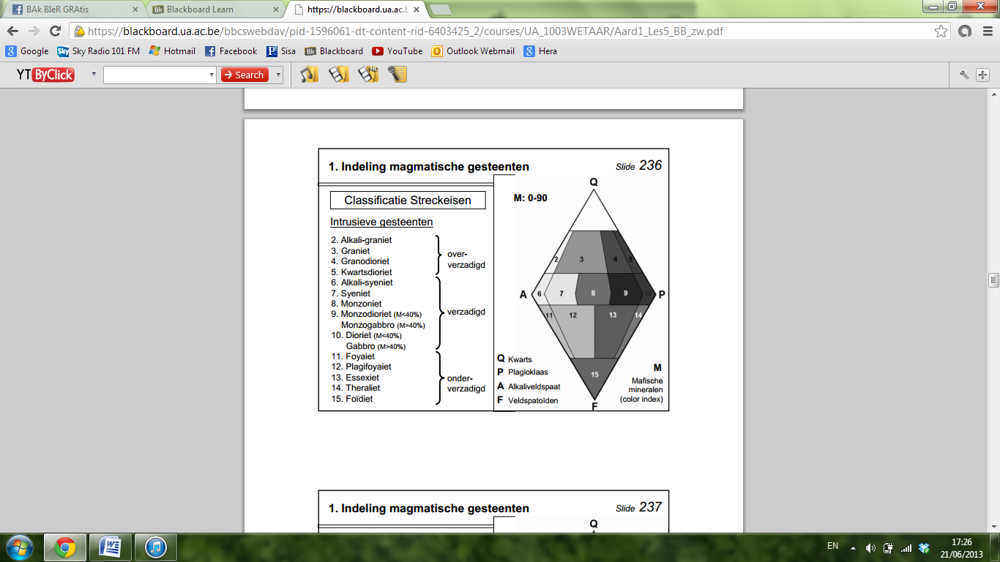 BAk BIeR GRAtis
Blackboard Learn
https://blackboard.ua.ac.b
https://blackboard.ua.ac.be/bbcswebdav/pid-1596061-dt-content-rid-6403425_2/courses/UA_1003WETAAR/Aard1_Les5_BB_zw.pdf
Google Sky Radio 101 FM Hotmail Facebook Sisa Blackboard YouTube Outlook Webmail Hera
YT ByClick Search
1. Indeling magmatische gesteenten Slide 236
Classificatie Streckeisen
Intrusieve gesteenten
2. Alkali-graniet
3. Graniet
4. Granodioriet
5. Kwartsdioriet
over-
verzadigd
6. Alkali-syeniet
7. Syeniet
8. Monzoniet
9. Monzodioriet (M<40%)
Monzogabbro (M>40%)
10. Dioriet (M<40%)
Gabbro (M>40%)
verzadigd
11. Foyaiet
12. Plagifoyaiet
13. Essexiet
14. Theraliet
15. Foïdiet
onder-
verzadigd
M: 0-90
Q
2 3 4 5
A 6 7 8 9 10 P
11 12 13 14
15
F
Q Kwarts
P Plagioklaas
A Alkaliveldspaat
F Veldspatoïden
M
Mafische
mineralen
(color index)
1. Indeling magmatische gesteenten Slide 237
Q
EN
17:26
21/06/2013